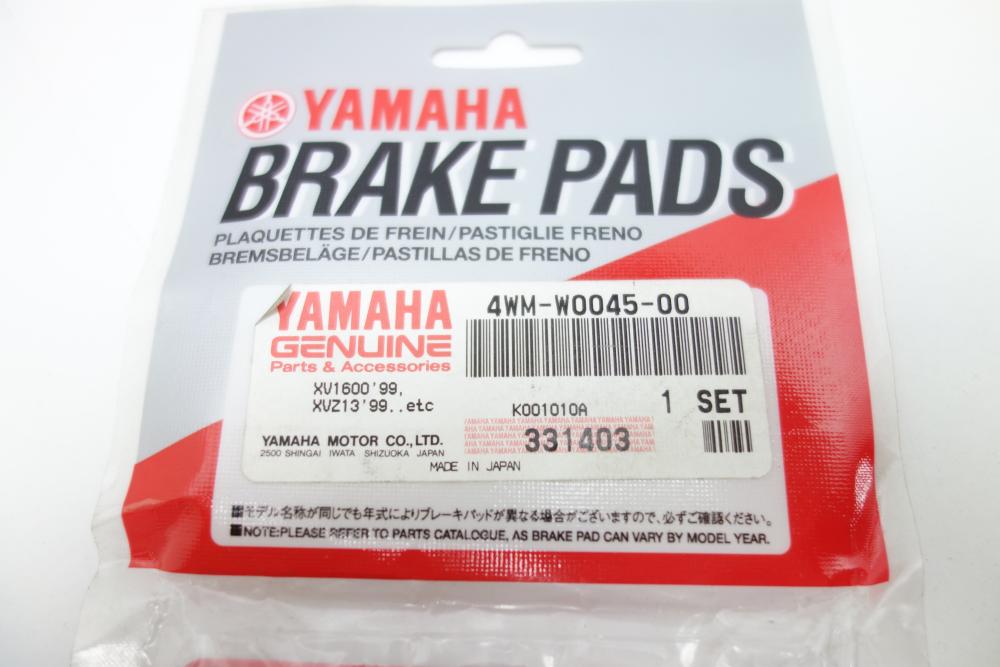 YAMAHA
BRAKE PADS
PLAQUETTES DE FREIN/PASTIGLIE FRENO
BREMSBELÄGE/PASTILLAS DE FRENO
YAMAHA
GENUINE
Parts & Accessories
4WM-W0045-00
XV1600'99,
XVZ13'99..etc
K001010A
1 SET
YAMAHA MOTOR CO.,LTD.
2500 SHINGAI IWATA SHIZUOKA JAPAN
331403
MADE IN JAPAN
■モデル名称が同じでも年式によりブレーキパッドが異なる場合がございますので、必ずご確認ください。
■NOTE:PLEASE REFER TO PARTS CATALOGUE, AS BRAKE PAD CAN VARY BY MODEL YEAR.